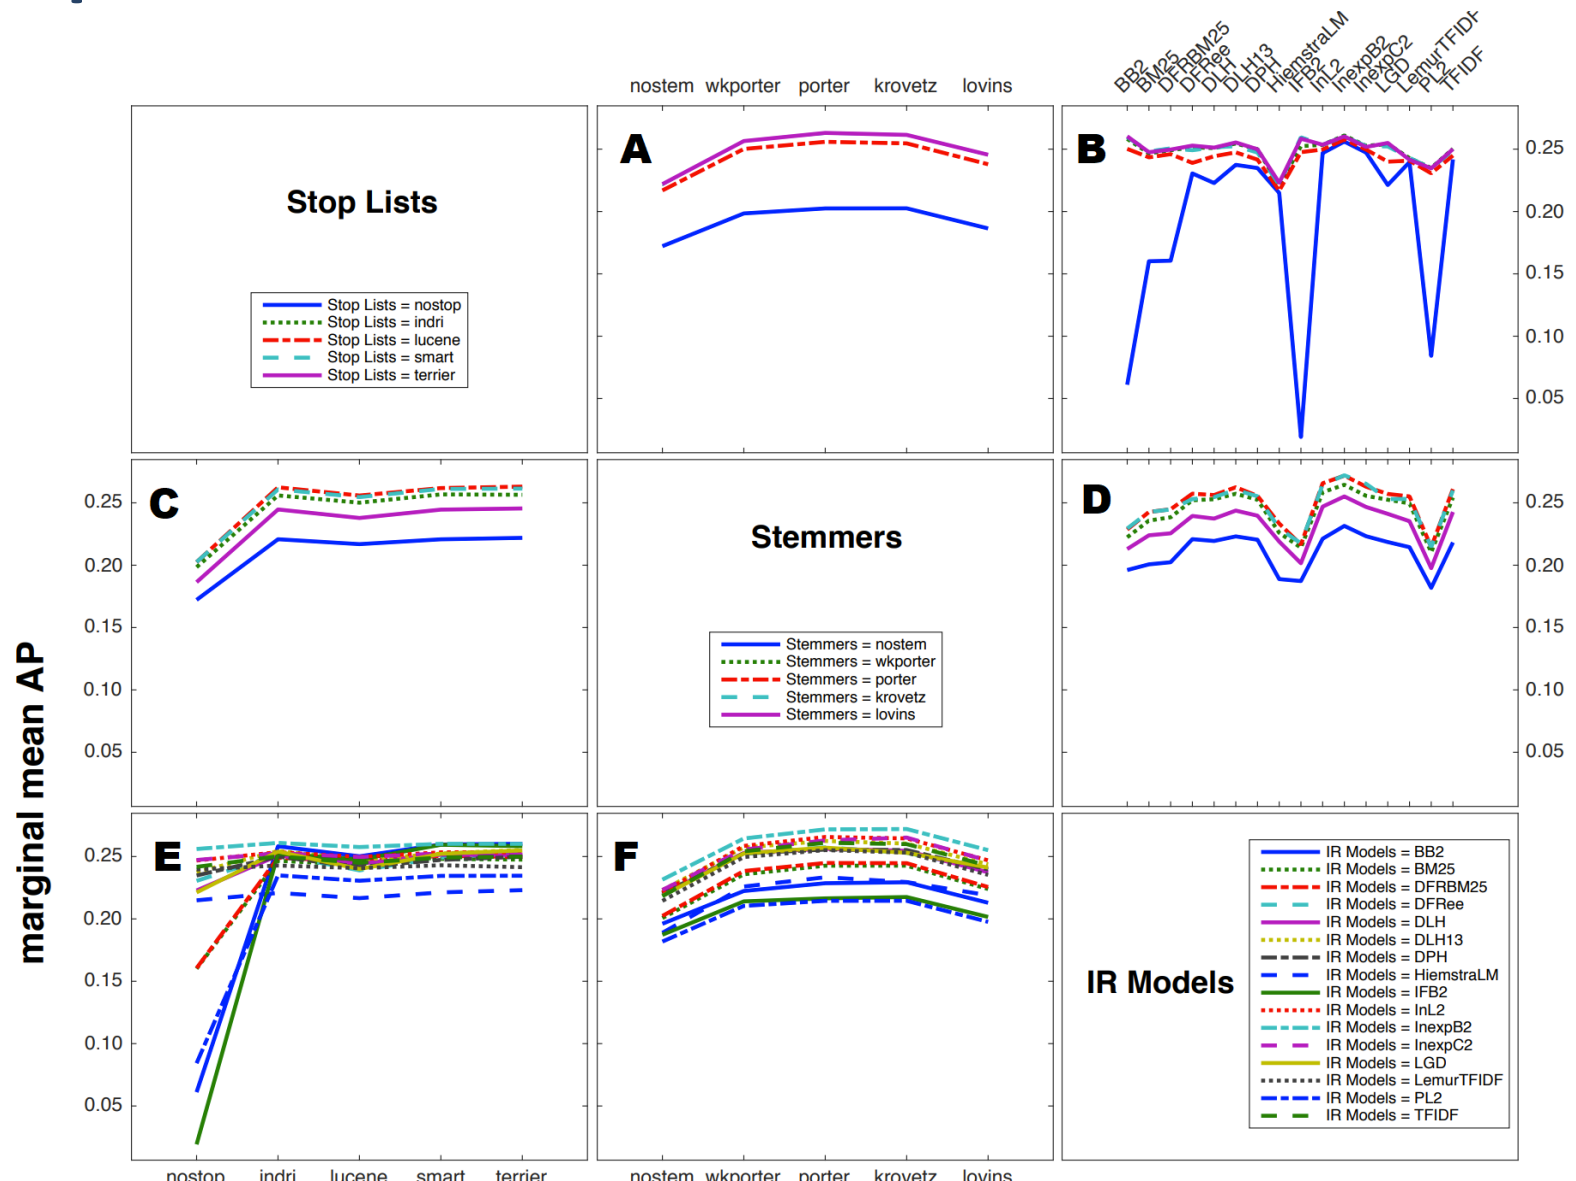 nostem wkporter porter krovetz lovins
BB2 BM25 DFRBM25 DFRee DLH DLH13 DPH HiemstraLM IFB2 InL2 InexpB2 InexpC2 LGD LemurTFIDF PL2 TFIDF
Stop Lists
Stop Lists = nostop
Stop Lists = indri
Stop Lists = lucene
Stop Lists = smart
Stop Lists = terrier
A
B
0.25
0.20
0.15
0.10
0.05
marginal mean AP
0.25
0.20
0.15
0.10
0.05
C
Stemmers
Stemmers = nostem
Stemmers = wkporter
Stemmers = porter
Stemmers = krovetz
Stemmers = lovins
D
0.25
0.20
0.15
0.10
0.05
0.25
0.20
0.15
0.10
0.05
E
F
IR Models
IR Models = BB2
IR Models = BM25
IR Models = DFRBM25
IR Models = DFRee
IR Models = DLH
IR Models = DLH13
IR Models = DPH
IR Models = HiemstraLM
IR Models = IFB2
IR Models = InL2
IR Models = InexpB2
IR Models = InexpC2
IR Models = LGD
IR Models = LemurTFIDF
IR Models = PL2
IR Models = TFIDF
nostop indri lucene smart terrier
nostem wkporter porter krovetz lovins